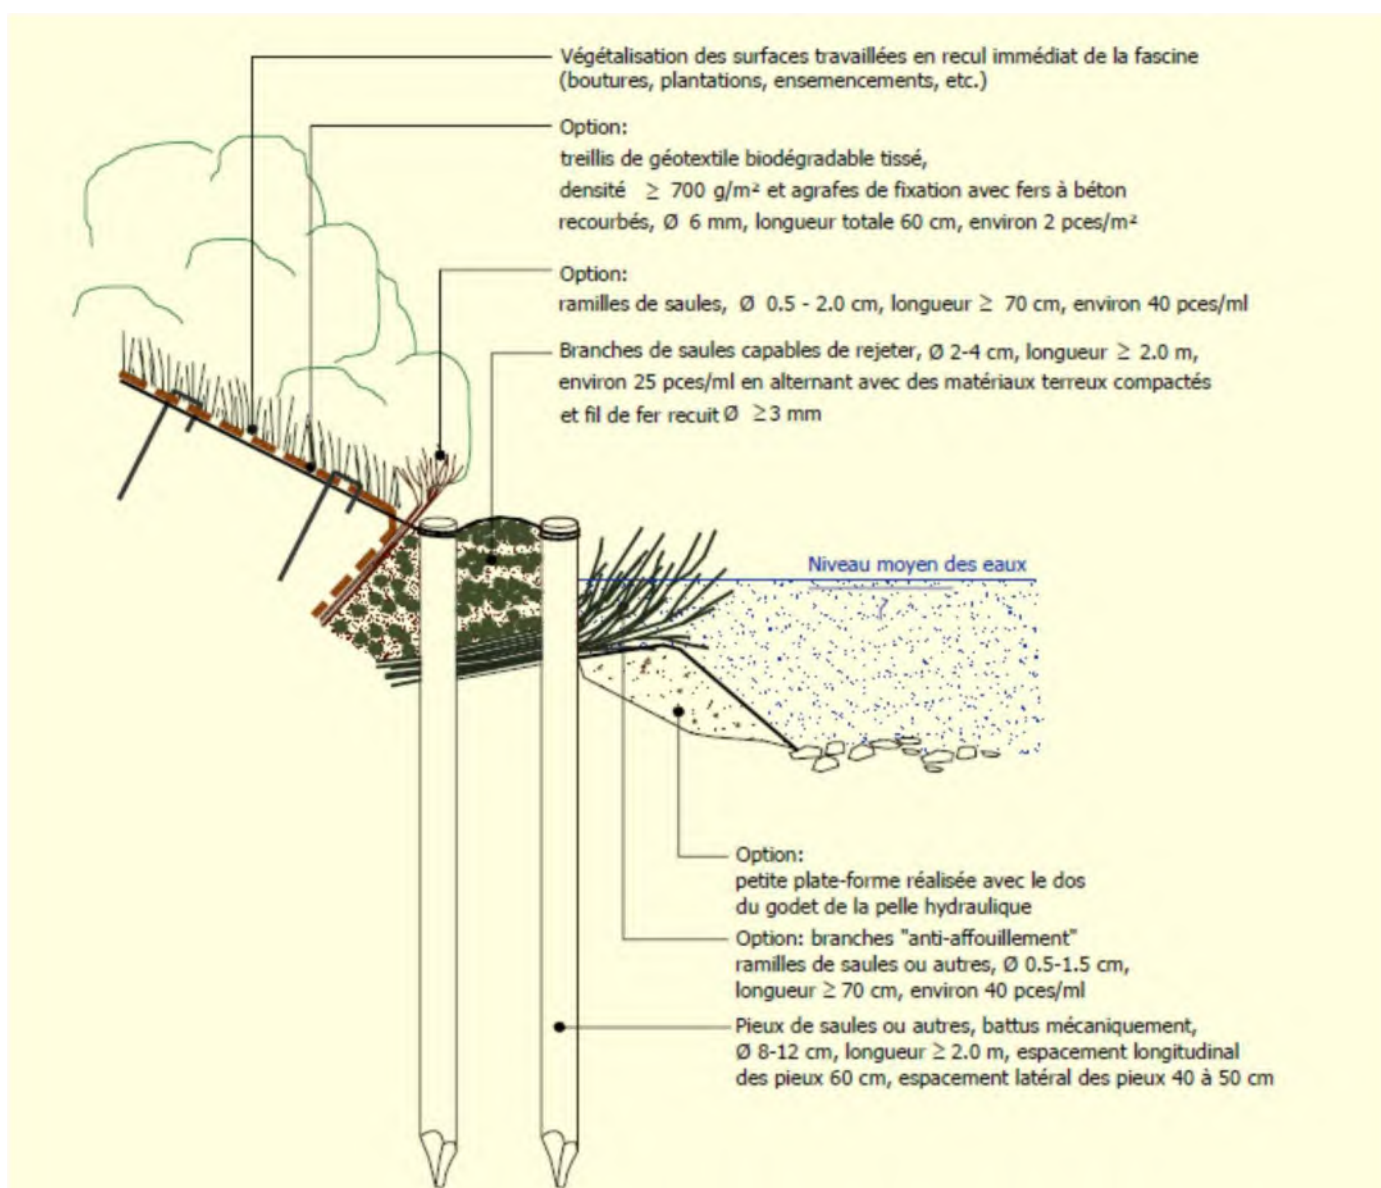 Végétalisation des surfaces travaillées en recul immédiat de la fascine
(boutures, plantations, ensemencements, etc.)
Option:
treillis de géotextile biodégradable tissé,
densité ≥ 700 g/m² et agrafes de fixation avec fers à béton
recourbés, Ø 6 mm, longueur totale 60 cm, environ 2 pces/m²
Option:
ramilles de saules, Ø 0.5 - 2.0 cm, longueur ≥ 70 cm, environ 40 pces/ml
Branches de saules capables de rejeter, Ø 2-4 cm, longueur ≥ 2.0 m,
environ 25 pces/ml en alternant avec des matériaux terreux compactés
et fil de fer recuit Ø ≥3 mm
Niveau moyen des eaux
Option:
petite plate-forme réalisée avec le dos
du godet de la pelle hydraulique
Option: branches "anti-affouillement"
ramilles de saules ou autres, Ø 0.5-1.5 cm,
longueur ≥ 70 cm, environ 40 pces/ml
Pieux de saules ou autres, battus mécaniquement,
Ø 8-12 cm, longueur ≥ 2.0 m, espacement longitudinal
des pieux 60 cm, espacement latéral des pieux 40 à 50 cm